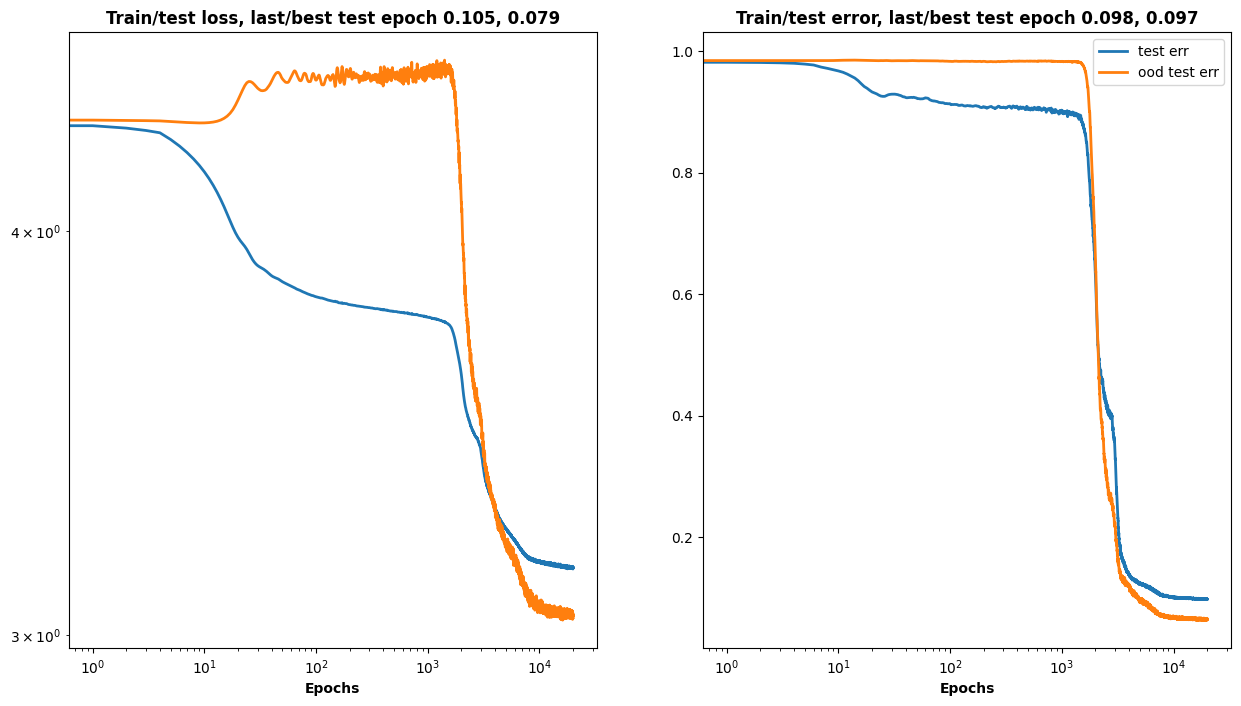 Train/test loss, last/best test epoch 0.105, 0.079
4 × 10⁰
3 × 10⁰
10⁰ 10¹ 10² 10³ 10⁴
Epochs
Train/test error, last/best test epoch 0.098, 0.097
test err
ood test err
1.0
0.8
0.6
0.4
0.2
10⁰ 10¹ 10² 10³ 10⁴
Epochs